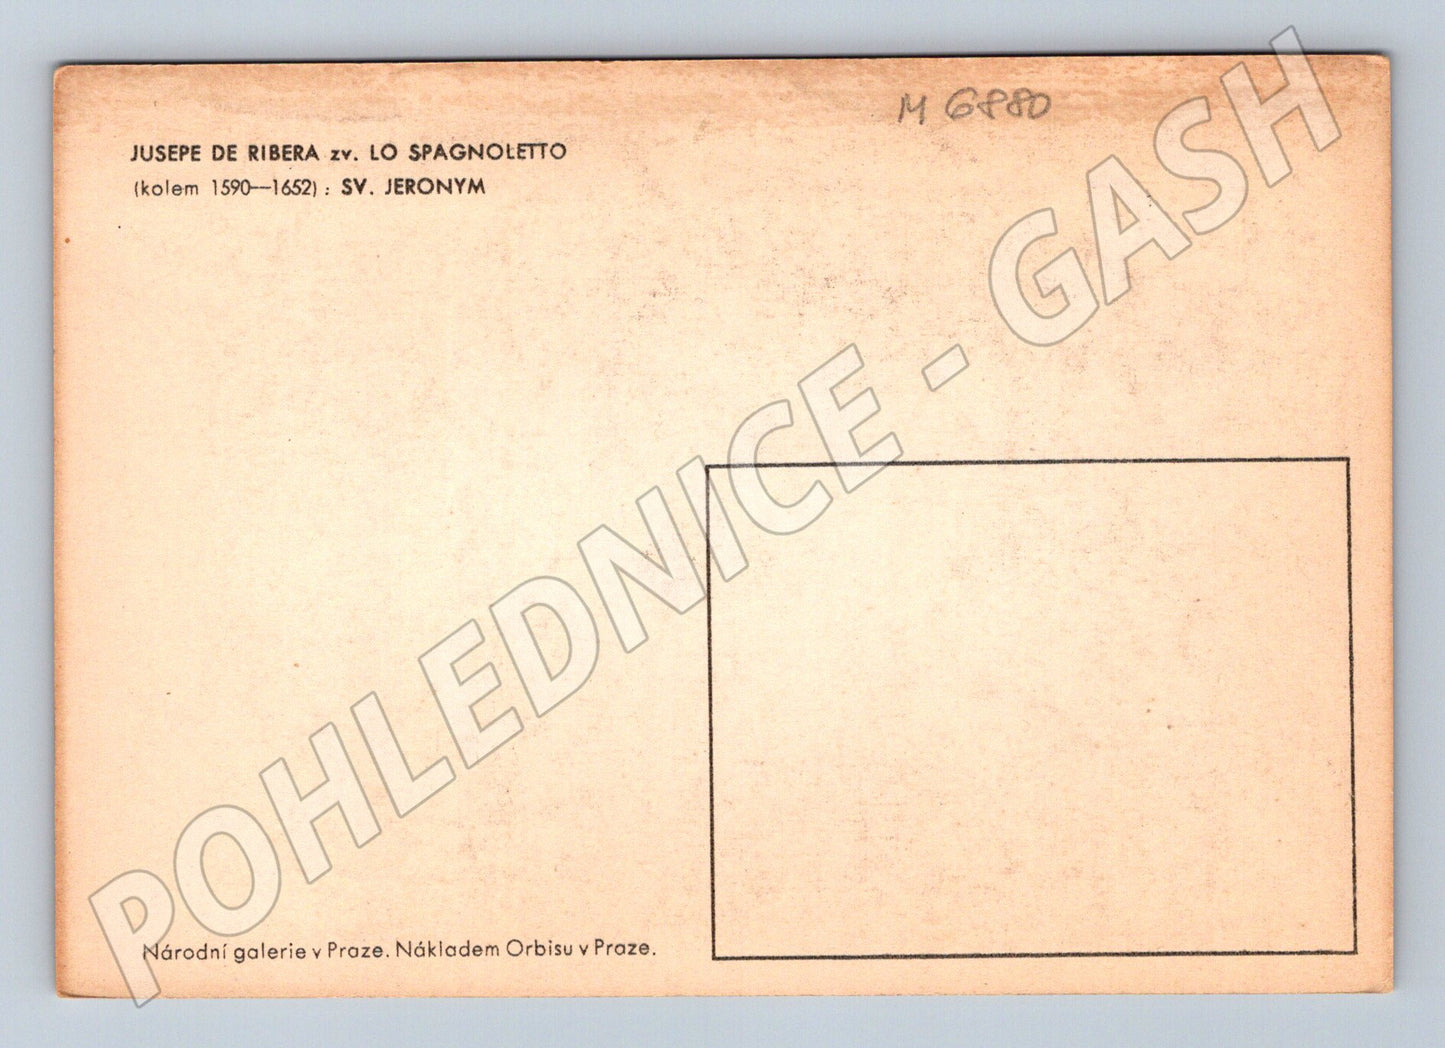 M 6880
JUSEPE DE RIBERA zv. LO SPAGNOLETTO
(kolem 1590—1652) : SV. JERONYM
POHLEDNICE - GASH
Národní galerie v Praze. Nákladem Orbisu v Praze.